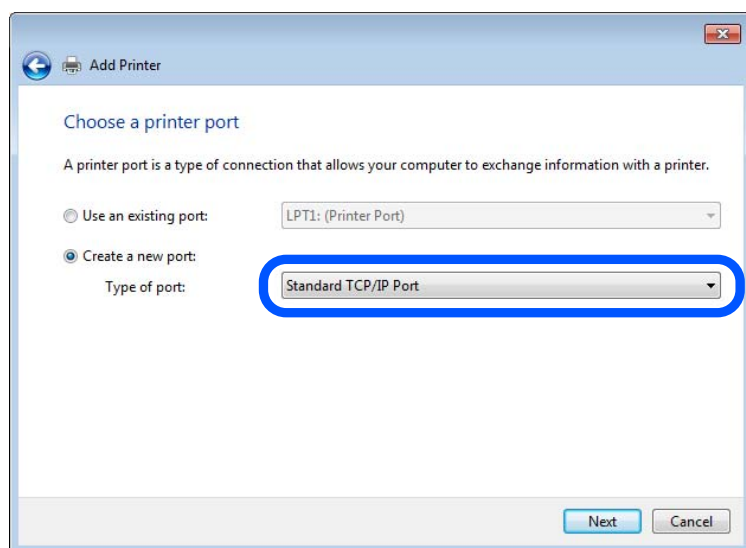 Add Printer
Choose a printer port
A printer port is a type of connection that allows your computer to exchange information with a printer.
Use an existing port: LPT1: (Printer Port)
Create a new port:
Type of port: Standard TCP/IP Port
Next Cancel